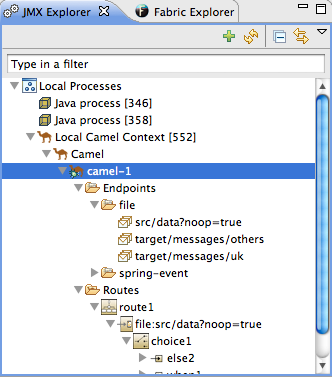 JMX Explorer Fabric Explorer
Type in a filter
Local Processes
Java process [346]
Java process [358]
Local Camel Context [552]
Camel
camel-1
Endpoints
file
src/data?noop=true
target/messages/others
target/messages/uk
spring-event
Routes
route1
file:src/data?noop=true
choice1
else2
when1